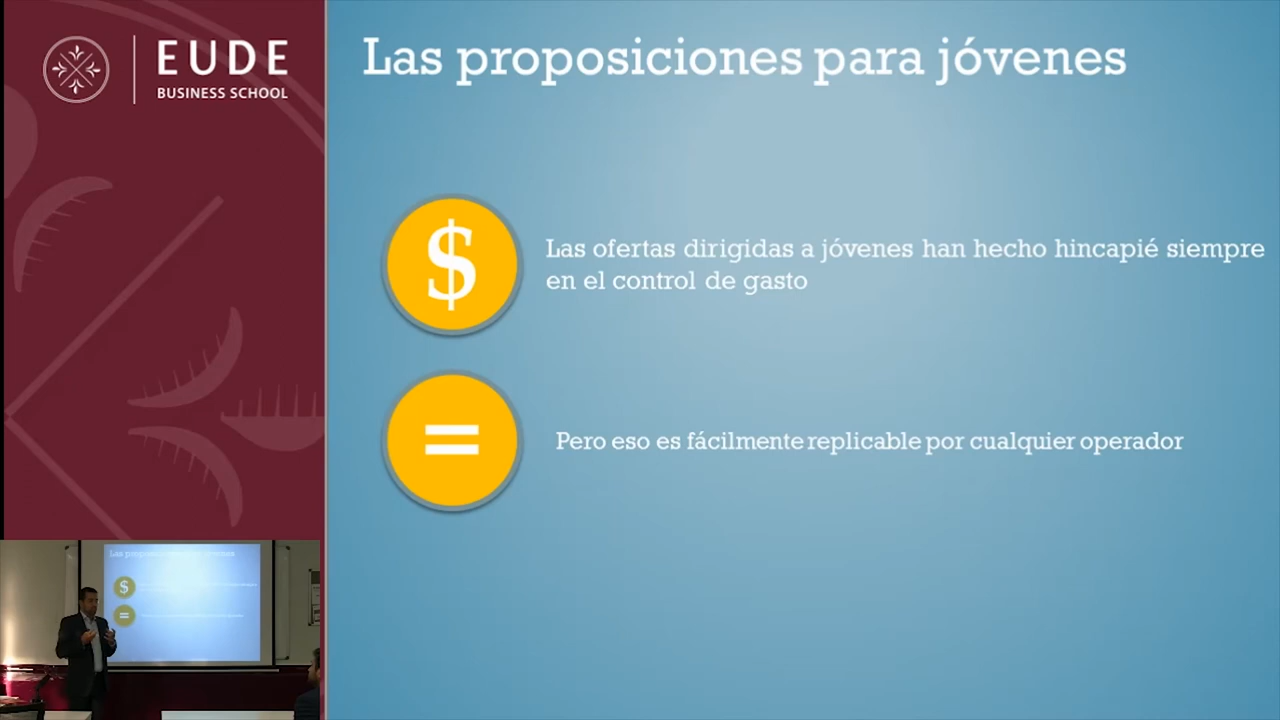 EUDE
BUSINESS SCHOOL
Las proposiciones para jóvenes
$
Las ofertas dirigidas a jóvenes han hecho hincapié siempre
en el control de gasto
=
Pero eso es fácilmente replicable por cualquier operador
$
=